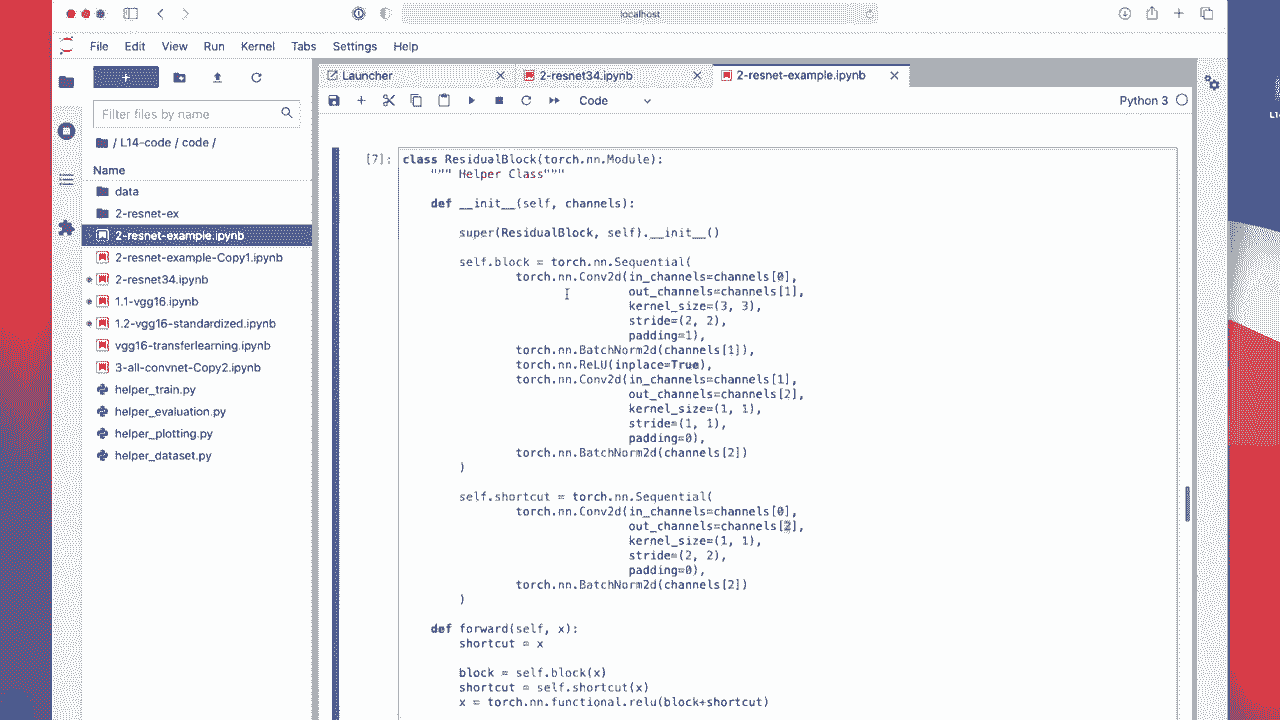 localhost
File Edit View Run Kernel Tabs Settings Help
Launcher
2-resnet34.ipynb
2-resnet-example.ipynb
Filter files by name
Code
Python 3
/ L14-code / code /
Name
data
2-resnet-ex
2-resnet-example.ipynb
2-resnet-example-Copy1.ipynb
2-resnet34.ipynb
1.1-vgg16.ipynb
1.2-vgg16-standardized.ipynb
vgg16-transferlearning.ipynb
3-all-convnet-Copy2.ipynb
helper_train.py
helper_evaluation.py
helper_plotting.py
helper_dataset.py
[7]:
class ResidualBlock(torch.nn.Module):
""" Helper Class"""
def __init__(self, channels):
super(ResidualBlock, self).__init__()
self.block = torch.nn.Sequential(
torch.nn.Conv2d(in_channels=channels[0],
out_channels=channels[1],
kernel_size=(3, 3),
stride=(2, 2),
padding=1),
torch.nn.BatchNorm2d(channels[1]),
torch.nn.ReLU(inplace=True),
torch.nn.Conv2d(in_channels=channels[1],
out_channels=channels[2],
kernel_size=(1, 1),
stride=(1, 1),
padding=0),
torch.nn.BatchNorm2d(channels[2])
)
self.shortcut = torch.nn.Sequential(
torch.nn.Conv2d(in_channels=channels[0],
out_channels=channels[2],
kernel_size=(1, 1),
stride=(2, 2),
padding=0),
torch.nn.BatchNorm2d(channels[2])
)
def forward(self, x):
shortcut = x
block = self.block(x)
shortcut = self.shortcut(x)
x = torch.nn.functional.relu(block+shortcut)